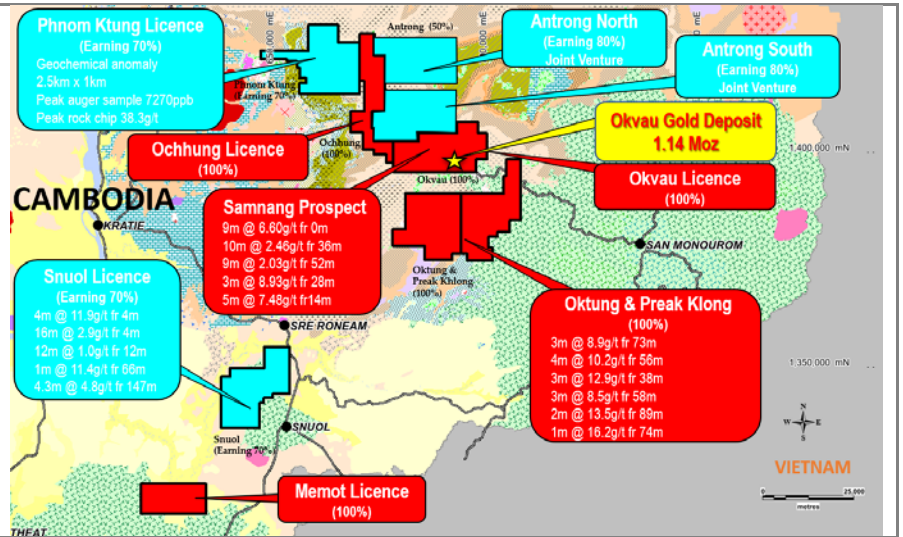 Phnom Ktung Licence
(Earning 70%)
Geochemical anomaly
2.5km x 1km
Peak auger sample 7270ppb
Peak rock chip 38.3g/t
Antrong (50%)
Antrong North
(Earning 80%)
Joint Venture
Antrong South
(Earning 80%)
Joint Venture
Phnom Ktung
(Earning 70%)
Okvau Gold Deposit
1.14 Moz
Ochhung Licence
(100%)
Ochhung
(100%)
1,400,000 mN
Okvau (100%)
Okvau Licence
(100%)
CAMBODIA
KRATIE
Samnang Prospect
9m @ 6.60g/t fr 0m
10m @ 2.46g/t fr 36m
9m @ 2.03g/t fr 52m
3m @ 8.93g/t fr 28m
5m @ 7.48g/t fr14m
SAN MONOUROM
Oktung &
Preak Khlong
(100%)
Snuol Licence
(Earning 70%)
4m @ 11.9g/t fr 4m
16m @ 2.9g/t fr 4m
12m @ 1.0g/t fr 12m
1m @ 11.4g/t fr 66m
4.3m @ 4.8g/t fr 147m
Oktung & Preak Klong
(100%)
3m @ 8.9g/t fr 73m
4m @ 10.2g/t fr 56m
3m @ 12.9g/t fr 38m
3m @ 8.5g/t fr 58m
2m @ 13.5g/t fr 89m
1m @ 16.2g/t fr 74m
SRE RONEAM
1,350,000 mN
SNUOL
Snuol
(Earning 70%)
N
W
E
S
VIETNAM
0
25,000
metres
Memot Licence
(100%)
THEAT